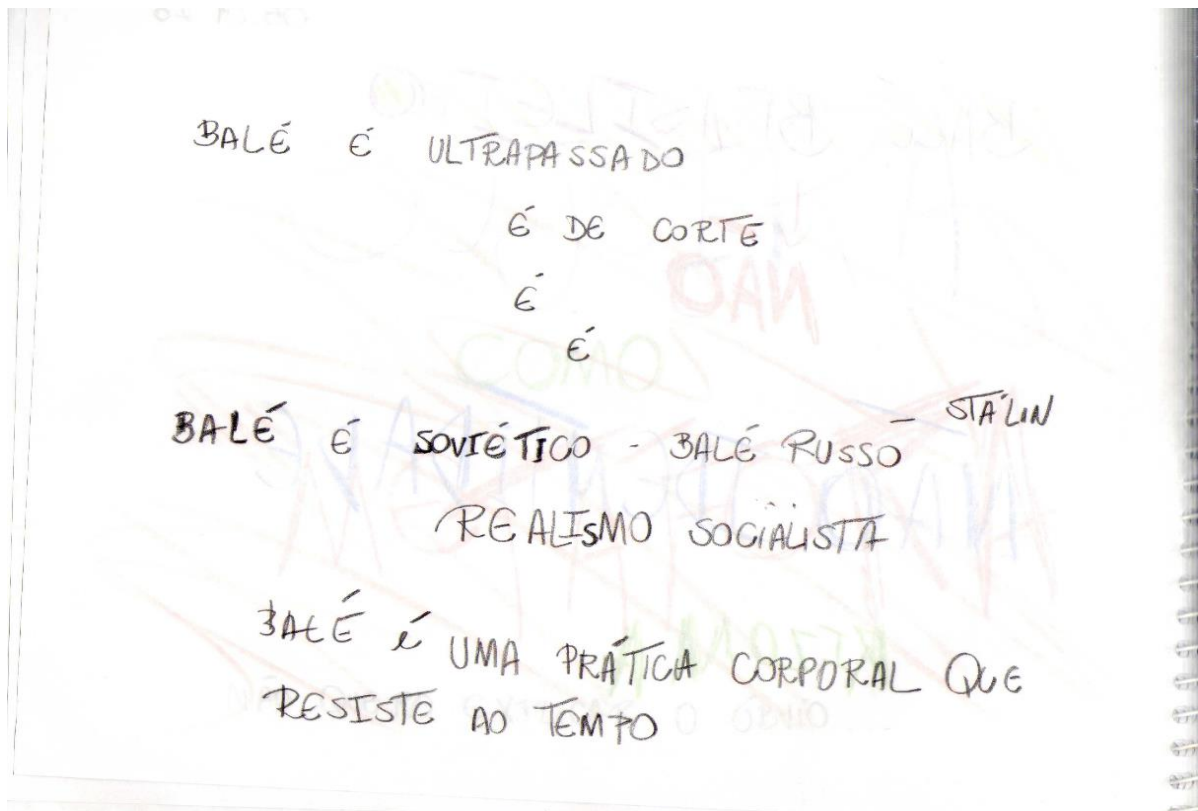 BALÉ É ULTRAPASSADO
É DE CORTE
É
É
BALÉ É SOVIÉTICO - BALÉ RUSSO - STÁLIN
REALISMO SOCIALISTA
BALÉ é UMA PRÁTICA CORPORAL QUE
RESISTE AO TEMPO